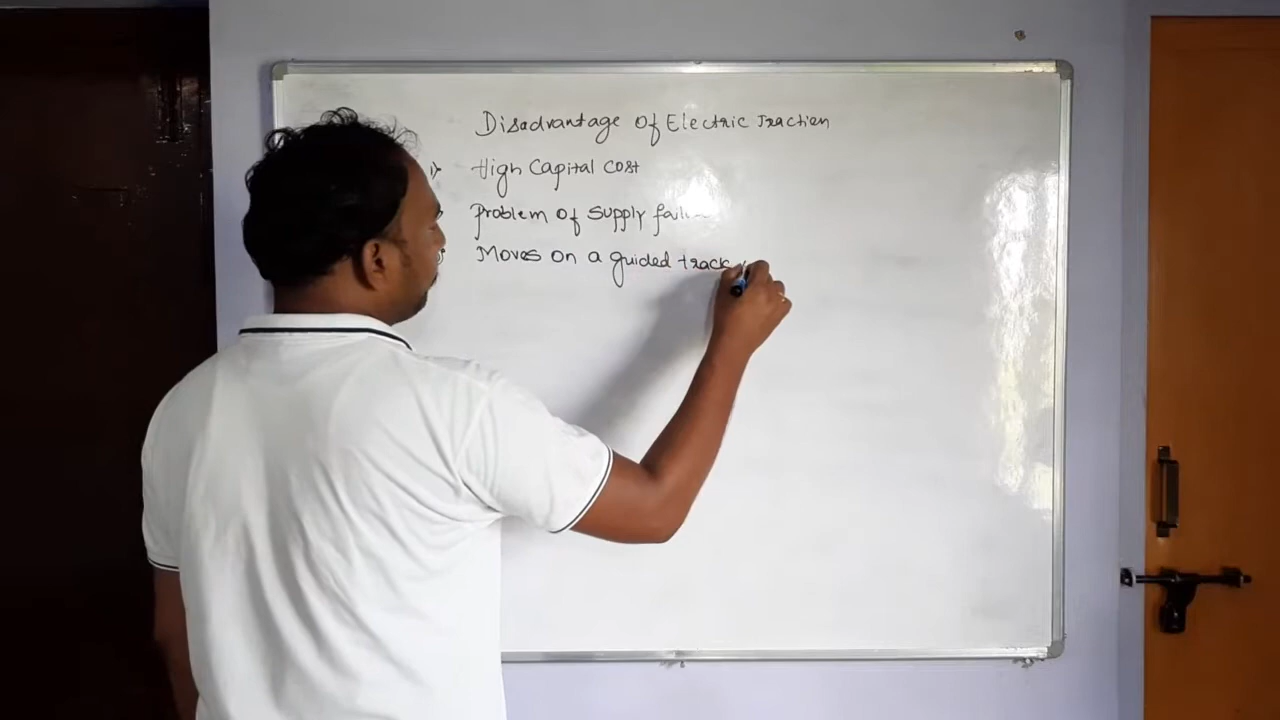 Disadvantage of Electric Traction
High Capital Cost
Problem of Supply
Moves on a guided track